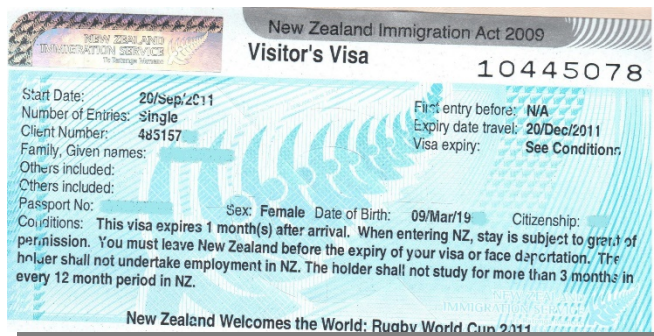 New Zealand Immigration Act 2009
NEW ZEALAND
IMMIGRATION SERVICE
Visitor's Visa
10445078
Start Date: 20/Sep/2011 First entry before: N/A
Number of Entries: Single Expiry date travel: 20/Dec/2011
Client Number: 485157 Visa expiry: See Conditions
Family, Given names:
Others included:
Others included:
Passport No: Sex: Female Date of Birth: 09/Mar/19 Citizenship:
Conditions: This visa expires 1 month(s) after arrival. When entering NZ, stay is subject to grant of
permission. You must leave New Zealand before the expiry of your visa or face deportation. The
holder shall not undertake employment in NZ. The holder shall not study for more than 3 months in
every 12 month period in NZ.
NEW ZEALAND
IMMIGRATION SERVICE
New Zealand Welcomes the World: Rugby World Cup 2011